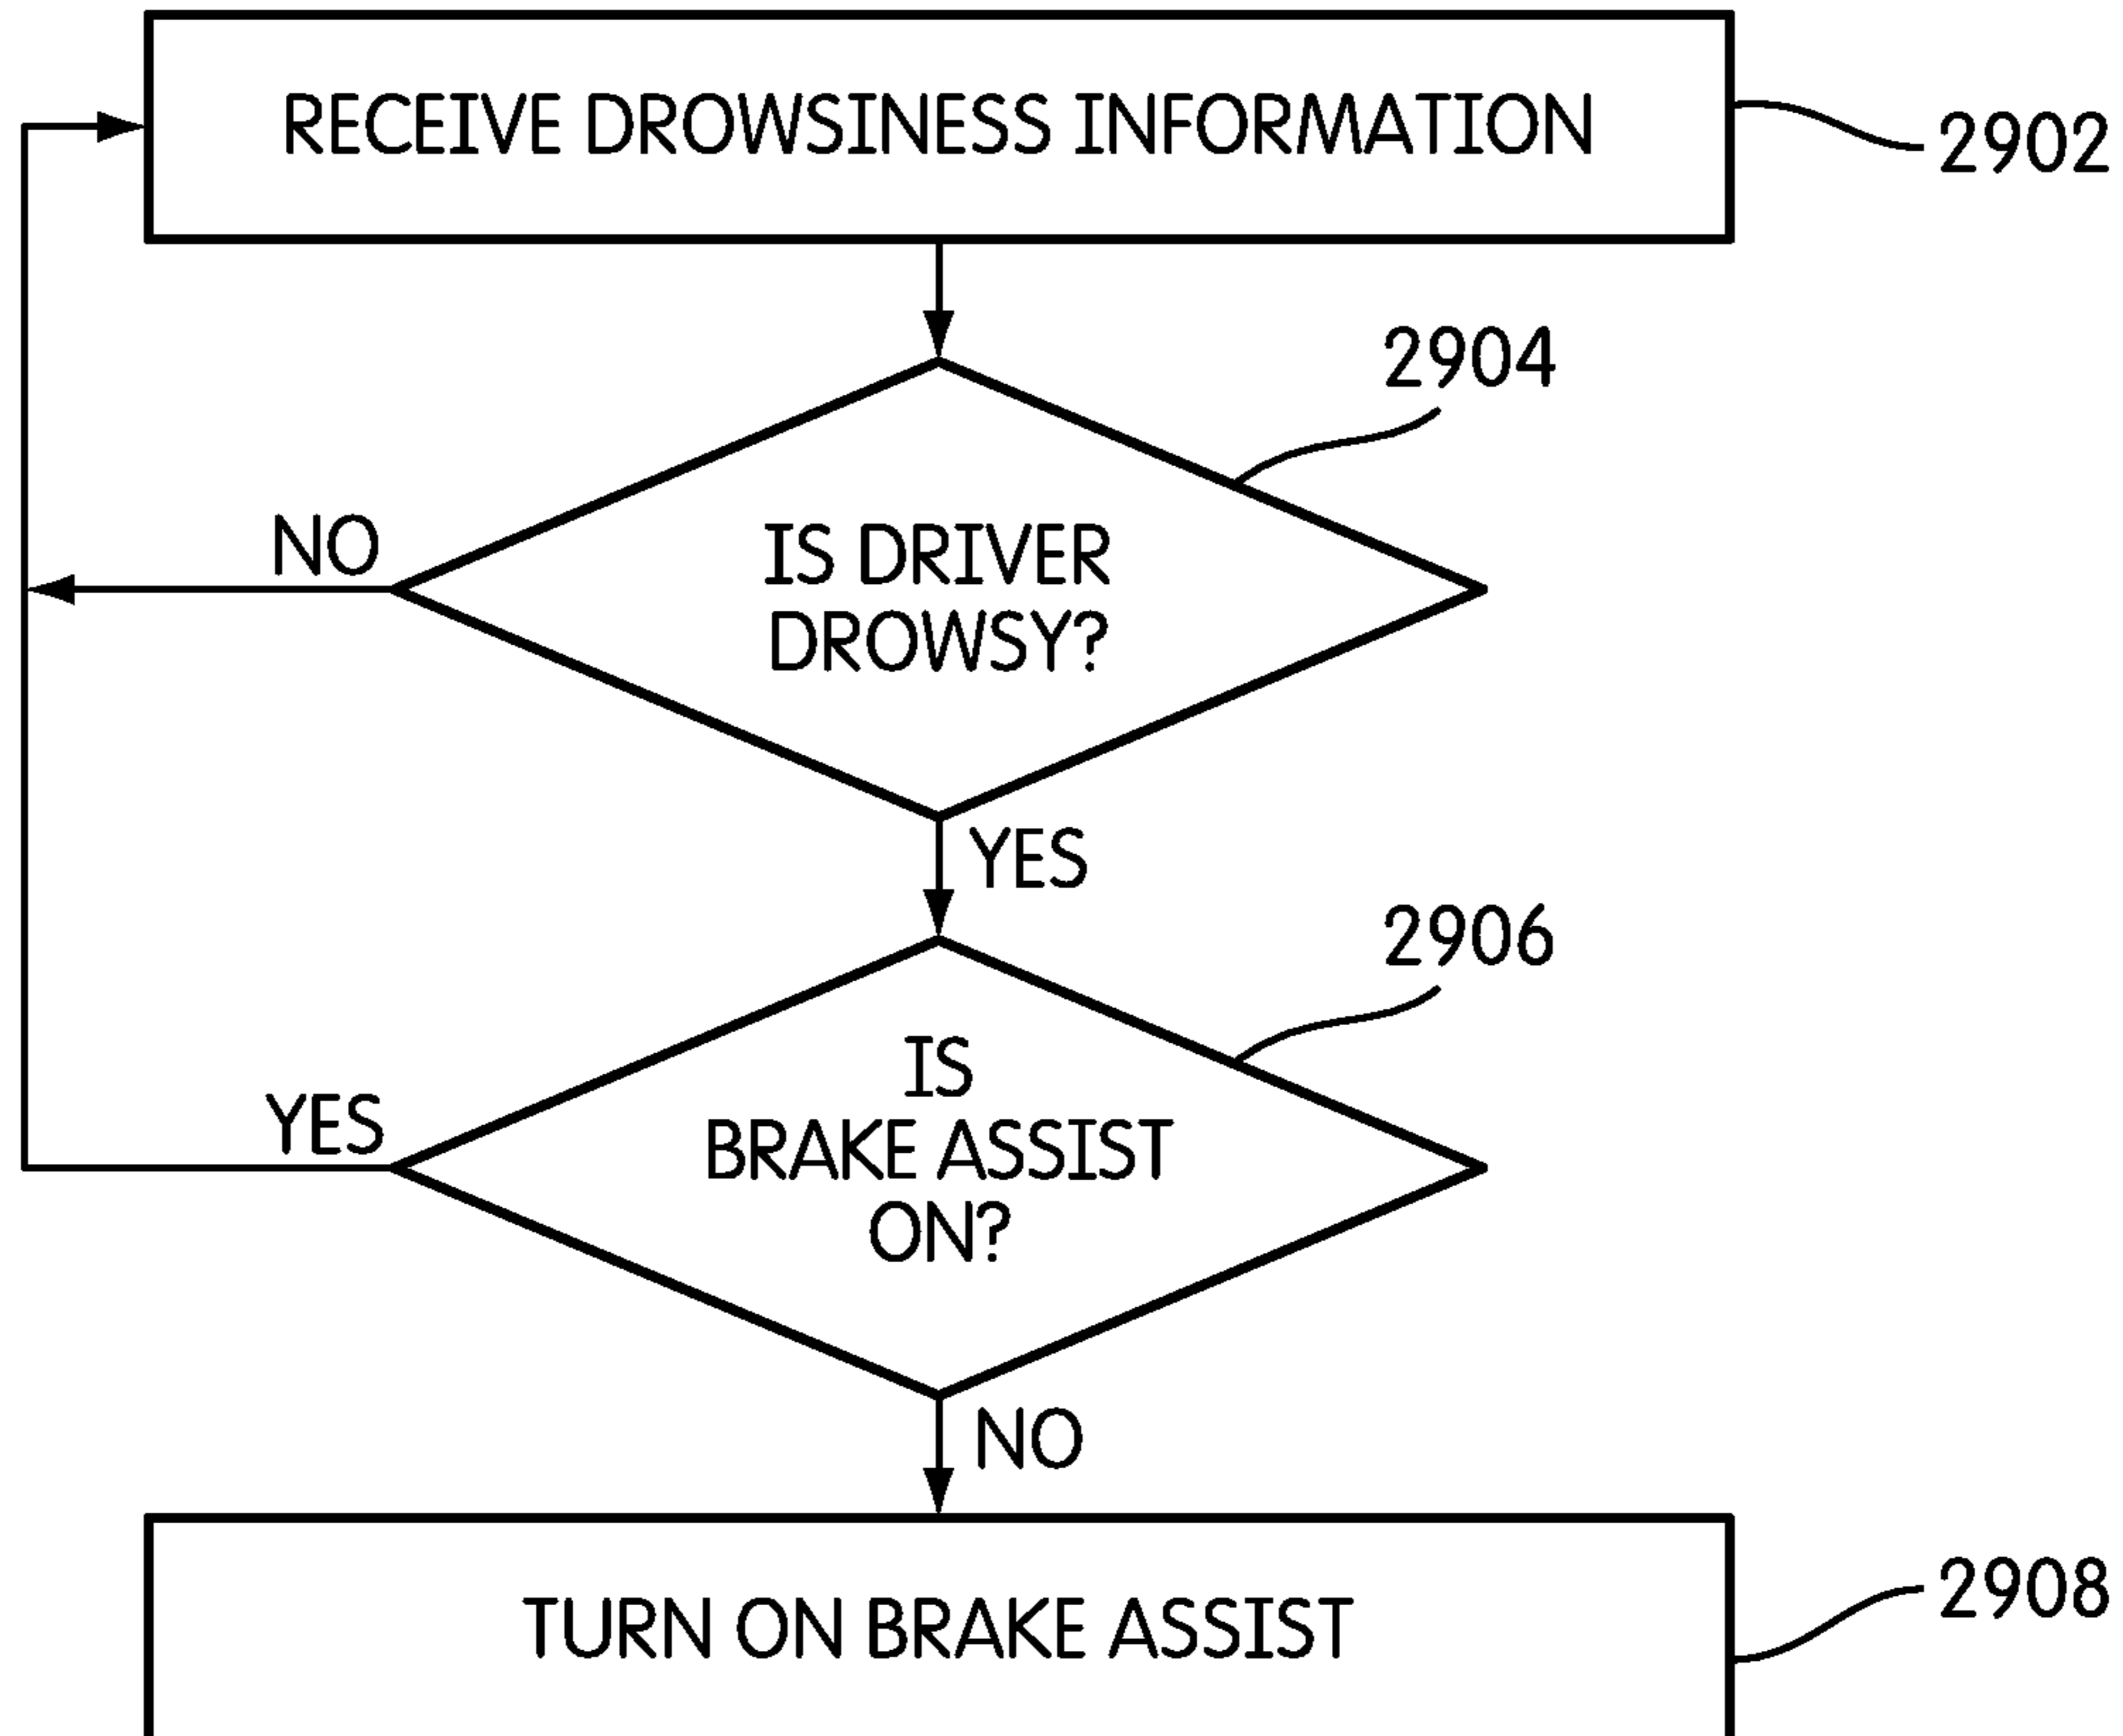 RECEIVE DROWSINESS INFORMATION
2902
2904
IS DRIVER
DROWSY?
NO
YES
2906
IS
BRAKE ASSIST
ON?
YES
NO
TURN ON BRAKE ASSIST
2908